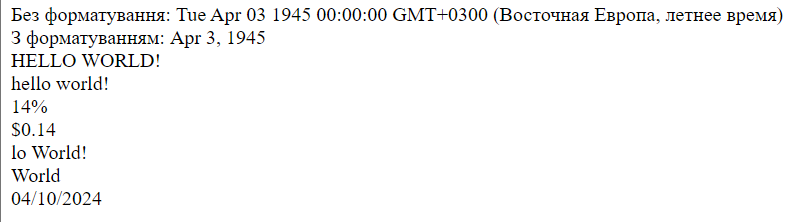 Без форматування: Tue Apr 03 1945 00:00:00 GMT+0300 (Восточная Европа, летнее время)
З форматуванням: Apr 3, 1945
HELLO WORLD!
hello world!
14%
$0.14
lo World!
World
04/10/2024